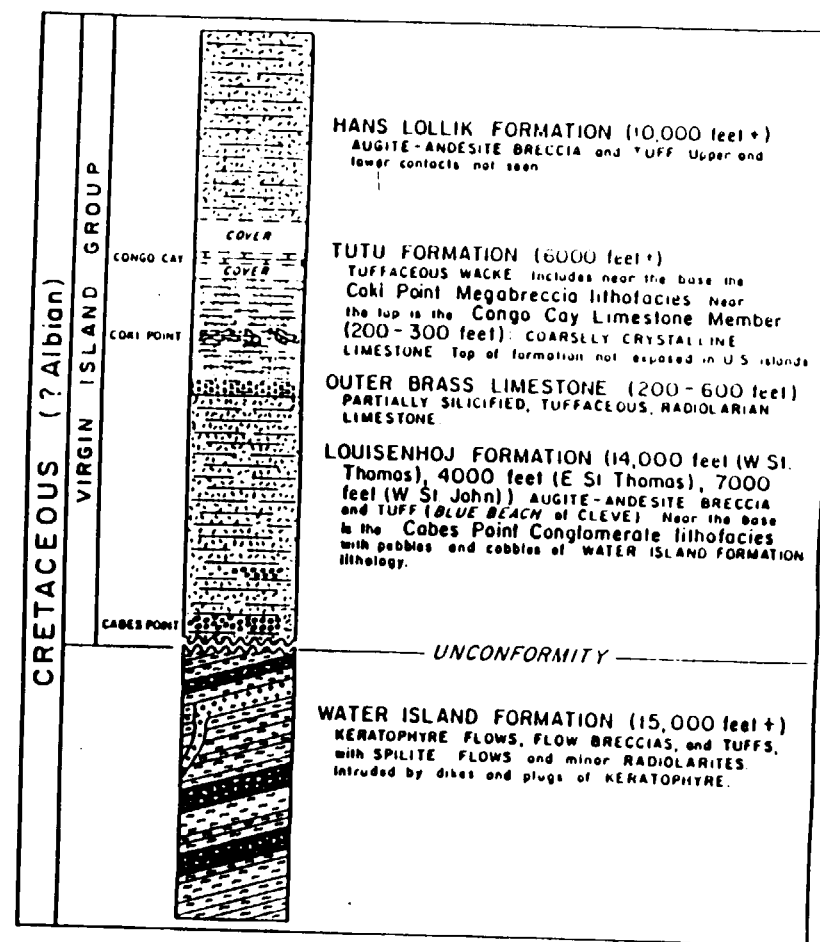 CRETACEOUS (? Albian)
VIRGIN ISLAND GROUP
CONGO CAY
COKI POINT
CABES POINT
COVER
COVER
HANS LOLLIK FORMATION (10,000 feet +)
AUGITE-ANDESITE BRECCIA and TUFF Upper and
lower contacts not seen
TUTU FORMATION (6000 feet +)
TUFFACEOUS WACKE Includes near the base the
Coki Point Megabreccia lithofacies Near
the top is the Congo Cay Limestone Member
(200-300 feet): COARSELY CRYSTALLINE
LIMESTONE Top of formation not exposed in U S islands
OUTER BRASS LIMESTONE (200-600 feet)
PARTIALLY SILICIFIED, TUFFACEOUS, RADIOLARIAN
LIMESTONE
LOUISENHOJ FORMATION (14,000 feet (W St.
Thomas), 4000 feet (E St Thomas), 7000
feet (W St. John)) AUGITE-ANDESITE BRECCIA
and TUFF (BLUE BEACH of CLEVE) Near the base
is the Cabes Point Conglomerate lithofacies
with pebbles and cobbles of WATER ISLAND FORMATION
lithology.
UNCONFORMITY
WATER ISLAND FORMATION (15,000 feet +)
KERATOPHYRE FLOWS, FLOW BRECCIAS, and TUFFS,
with SPILITE FLOWS and minor RADIOLARITES.
Intruded by dikes and plugs of KERATOPHYRE.